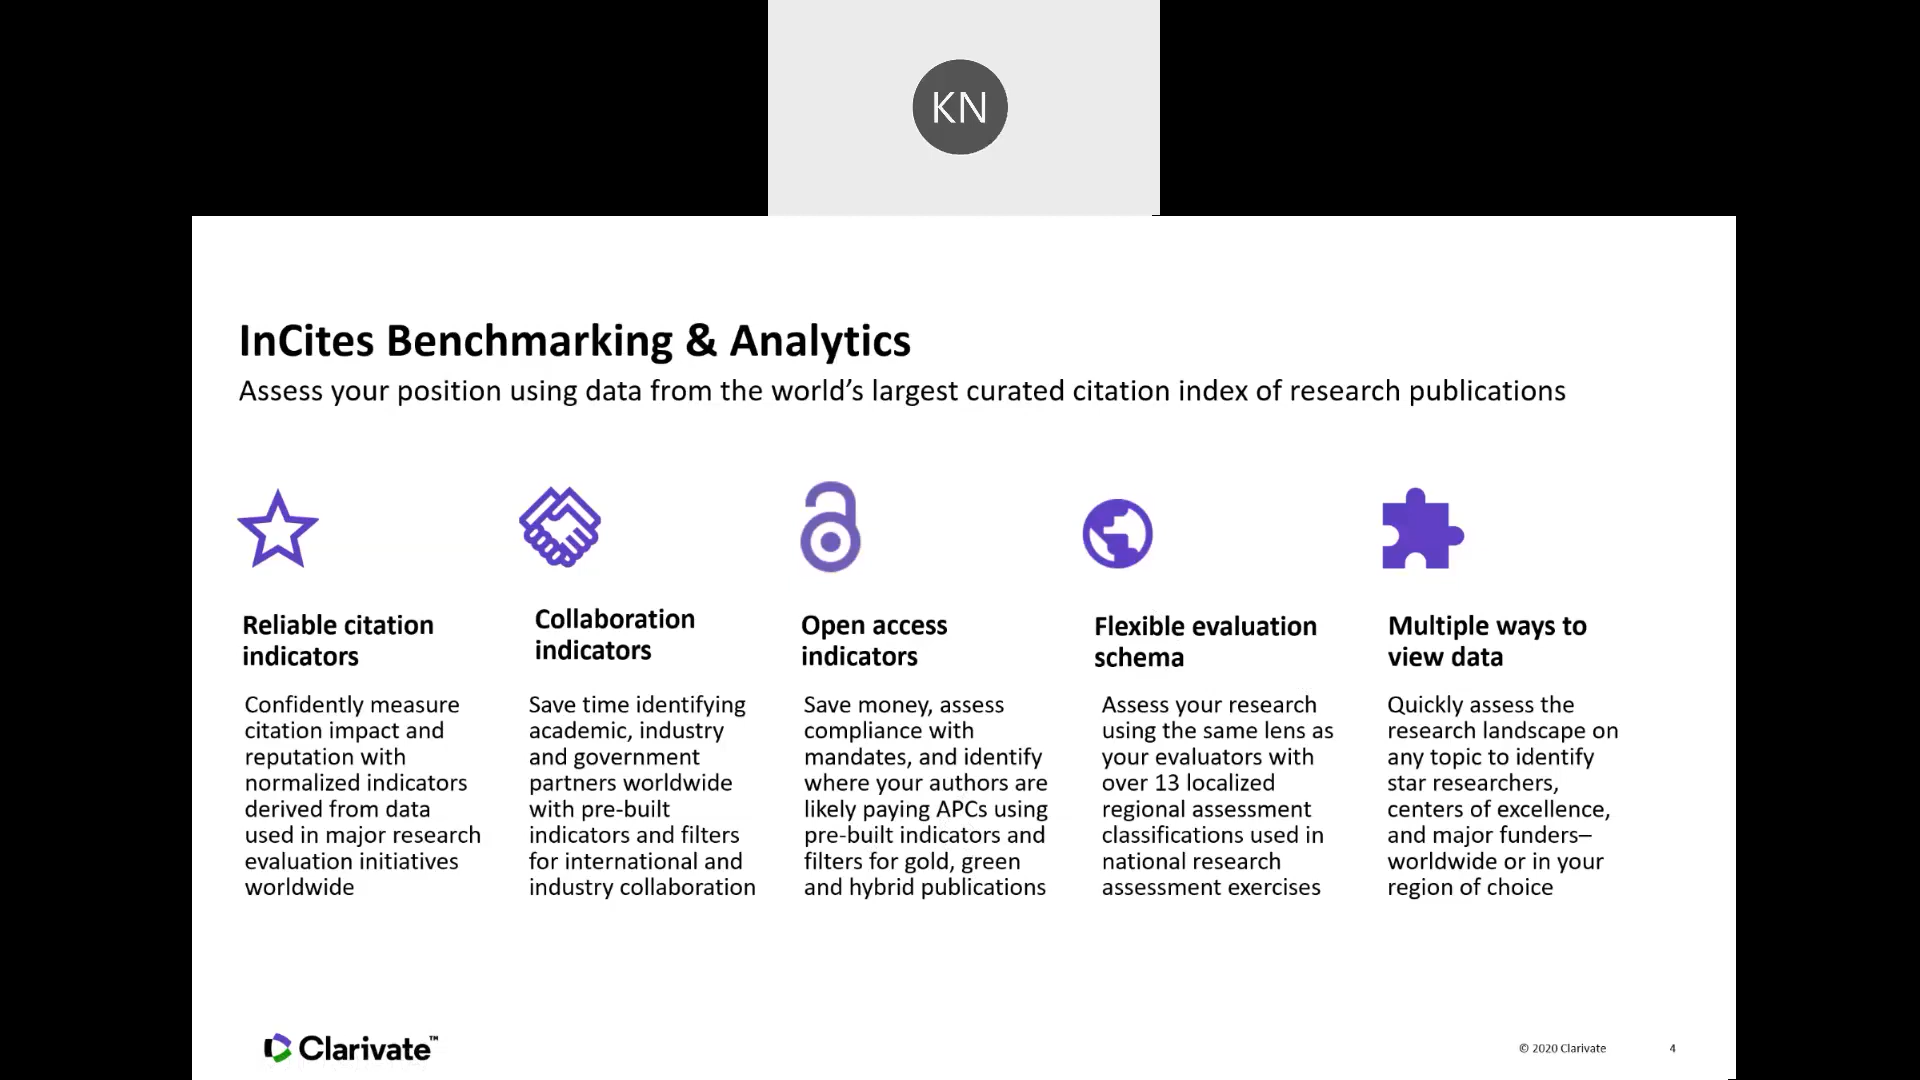 KN
InCites Benchmarking & Analytics
Assess your position using data from the world’s largest curated citation index of research publications
Reliable citation
indicators
Confidently measure
citation impact and
reputation with
normalized indicators
derived from data
used in major research
evaluation initiatives
worldwide
Collaboration
indicators
Save time identifying
academic, industry
and government
partners worldwide
with pre-built
indicators and filters
for international and
industry collaboration
Open access
indicators
Save money, assess
compliance with
mandates, and identify
where your authors are
likely paying APCs using
pre-built indicators and
filters for gold, green
and hybrid publications
Flexible evaluation
schema
Assess your research
using the same lens as
your evaluators with
over 13 localized
regional assessment
classifications used in
national research
assessment exercises
Multiple ways to
view data
Quickly assess the
research landscape on
any topic to identify
star researchers,
centers of excellence,
and major funders–
worldwide or in your
region of choice
Clarivate™
© 2020 Clarivate
4